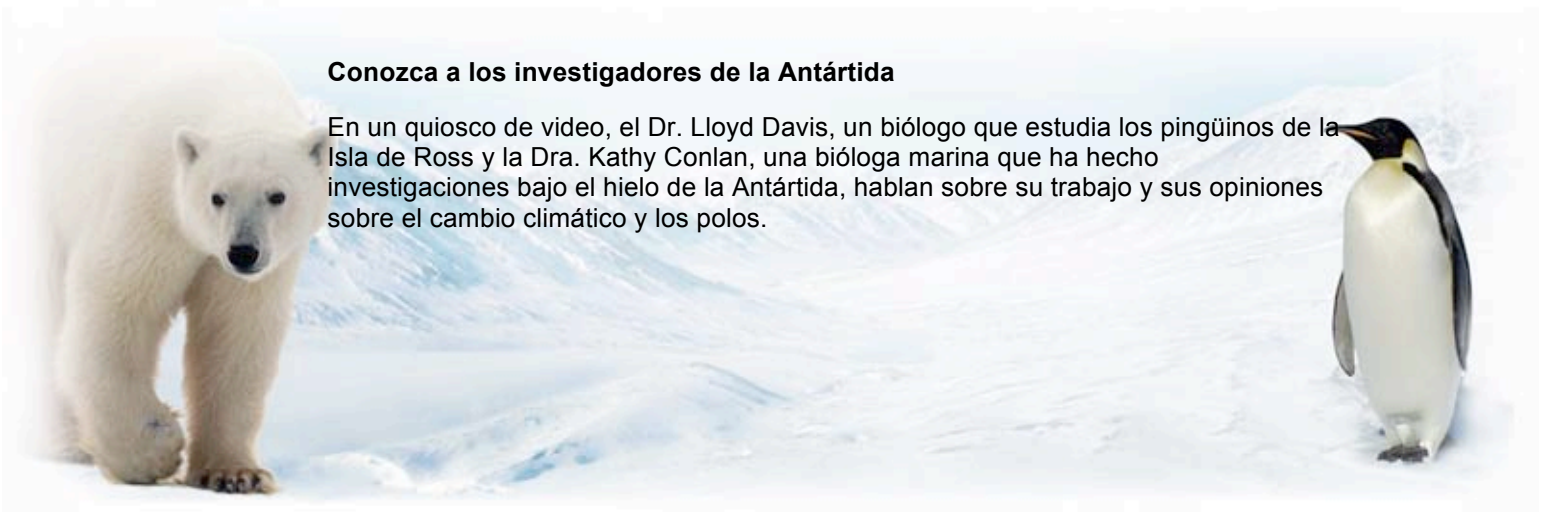 Conozca a los investigadores de la Antártida
En un quiosco de video, el Dr. Lloyd Davis, un biólogo que estudia los pingüinos de la
Isla de Ross y la Dra. Kathy Conlan, una bióloga marina que ha hecho
investigaciones bajo el hielo de la Antártida, hablan sobre su trabajo y sus opiniones
sobre el cambio climático y los polos.